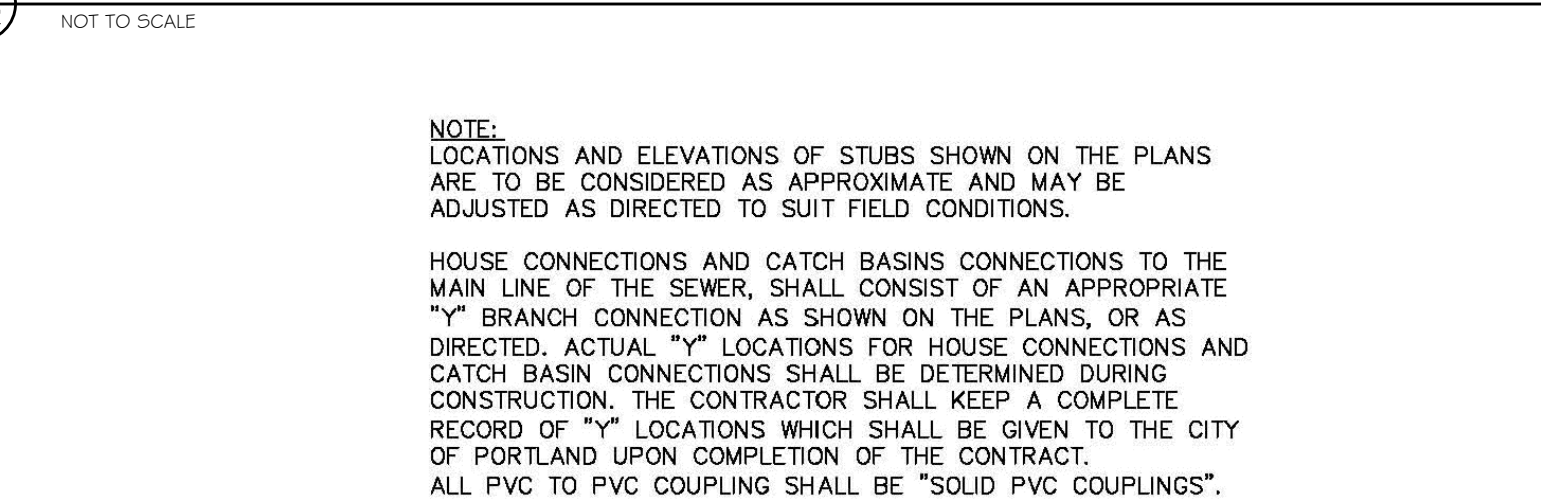 NOT TO SCALE
NOTE:
LOCATIONS AND ELEVATIONS OF STUBS SHOWN ON THE PLANS
ARE TO BE CONSIDERED AS APPROXIMATE AND MAY BE
ADJUSTED AS DIRECTED TO SUIT FIELD CONDITIONS.
HOUSE CONNECTIONS AND CATCH BASINS CONNECTIONS TO THE
MAIN LINE OF THE SEWER, SHALL CONSIST OF AN APPROPRIATE
"Y" BRANCH CONNECTION AS SHOWN ON THE PLANS, OR AS
DIRECTED. ACTUAL "Y" LOCATIONS FOR HOUSE CONNECTIONS AND
CATCH BASIN CONNECTIONS SHALL BE DETERMINED DURING
CONSTRUCTION. THE CONTRACTOR SHALL KEEP A COMPLETE
RECORD OF "Y" LOCATIONS WHICH SHALL BE GIVEN TO THE CITY
OF PORTLAND UPON COMPLETION OF THE CONTRACT.
ALL PVC TO PVC COUPLING SHALL BE "SOLID PVC COUPLINGS".